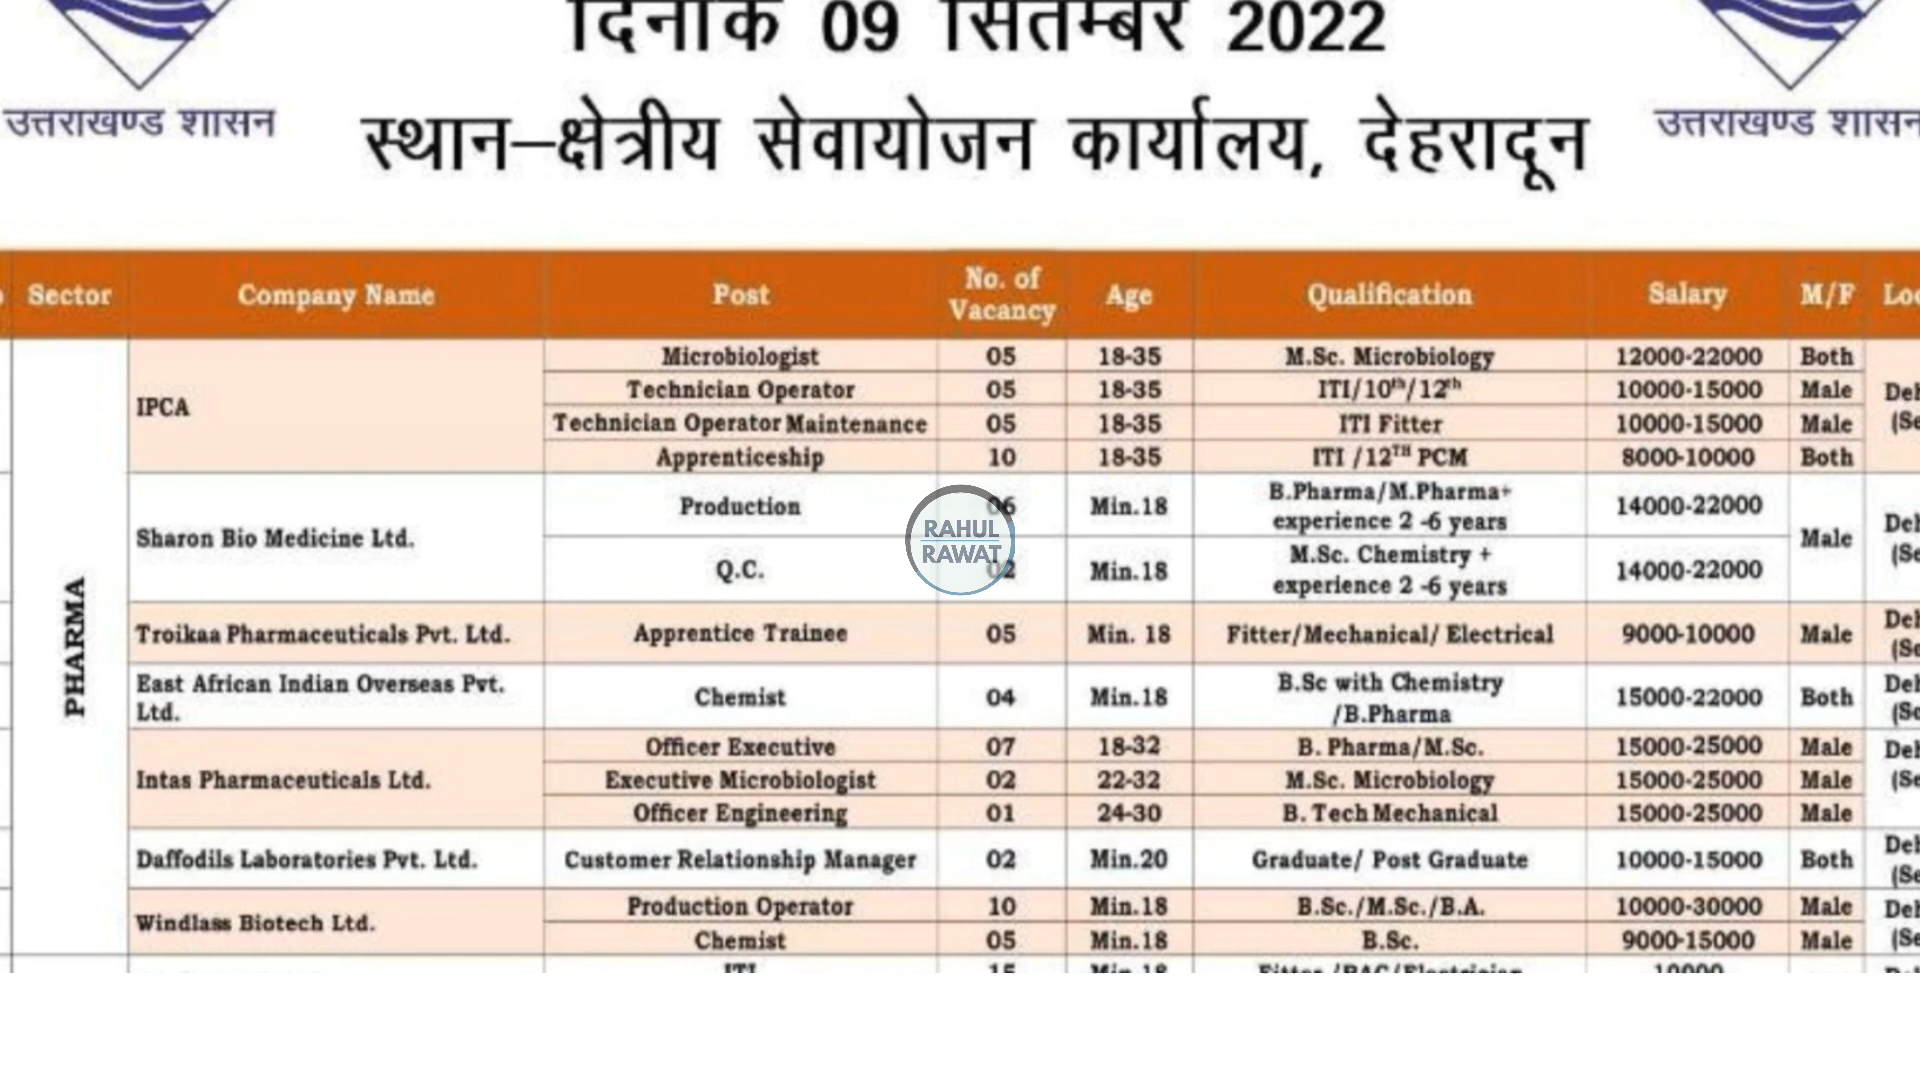 दिनांक 09 सितम्बर 2022
उत्तराखण्ड शासन
स्थान–क्षेत्रीय सेवायोजन कार्यालय, देहरादून
उत्तराखण्ड शासन
Sector Company Name Post No. of Vacancy Age Qualification Salary M/F
PHARMA
IPCA
Microbiologist 05 18-35 M.Sc. Microbiology 12000-22000 Both
Technician Operator 05 18-35 ITI/10th/12th 10000-15000 Male
Technician Operator Maintenance 05 18-35 ITI Fitter 10000-15000 Male
Apprenticeship 10 18-35 ITI /12TH PCM 8000-10000 Both
Sharon Bio Medicine Ltd.
Production 06 Min.18 B.Pharma/M.Pharma+ experience 2 -6 years 14000-22000 Male
Q.C. 02 Min.18 M.Sc. Chemistry + experience 2 -6 years 14000-22000
RAHUL
RAWAT
Troikaa Pharmaceuticals Pvt. Ltd. Apprentice Trainee 05 Min. 18 Fitter/Mechanical/ Electrical 9000-10000 Male
East African Indian Overseas Pvt. Ltd. Chemist 04 Min.18 B.Sc with Chemistry /B.Pharma 15000-22000 Both
Intas Pharmaceuticals Ltd.
Officer Executive 07 18-32 B. Pharma/M.Sc. 15000-25000 Male
Executive Microbiologist 02 22-32 M.Sc. Microbiology 15000-25000 Male
Officer Engineering 01 24-30 B. Tech Mechanical 15000-25000 Male
Daffodils Laboratories Pvt. Ltd. Customer Relationship Manager 02 Min.20 Graduate/ Post Graduate 10000-15000 Both
Windlass Biotech Ltd.
Production Operator 10 Min.18 B.Sc./M.Sc./B.A. 10000-30000 Male
Chemist 05 Min.18 B.Sc. 9000-15000 Male